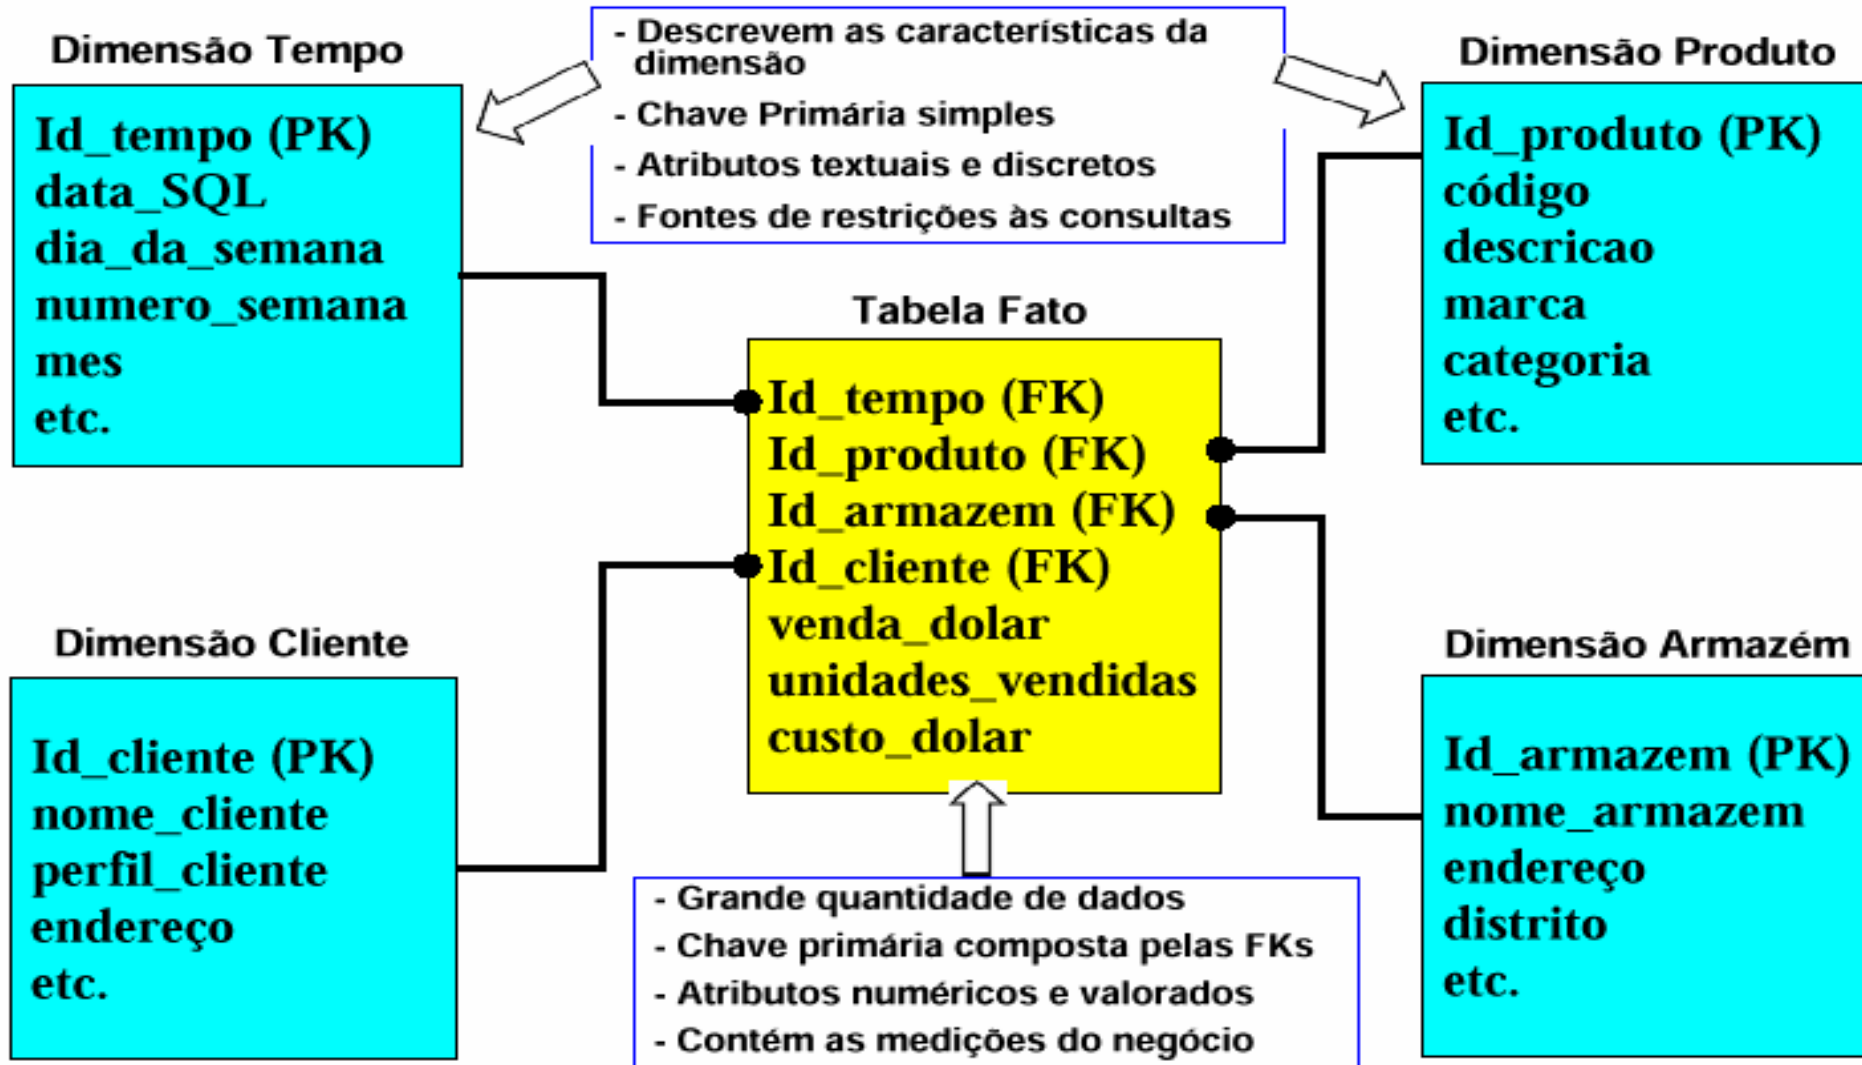 Dimensão Tempo
Id_tempo (PK)
data_SQL
dia_da_semana
numero_semana
mes
etc.
- Descrevem as características da
dimensão
- Chave Primária simples
- Atributos textuais e discretos
- Fontes de restrições às consultas
Dimensão Produto
Id_produto (PK)
código
descricao
marca
categoria
etc.
Tabela Fato
Id_tempo (FK)
Id_produto (FK)
Id_armazem (FK)
Id_cliente (FK)
venda_dolar
unidades_vendidas
custo_dolar
Dimensão Cliente
Id_cliente (PK)
nome_cliente
perfil_cliente
endereço
etc.
- Grande quantidade de dados
- Chave primária composta pelas FKs
- Atributos numéricos e valorados
- Contém as medições do negócio
Dimensão Armazém
Id_armazem (PK)
nome_armazem
endereço
distrito
etc.